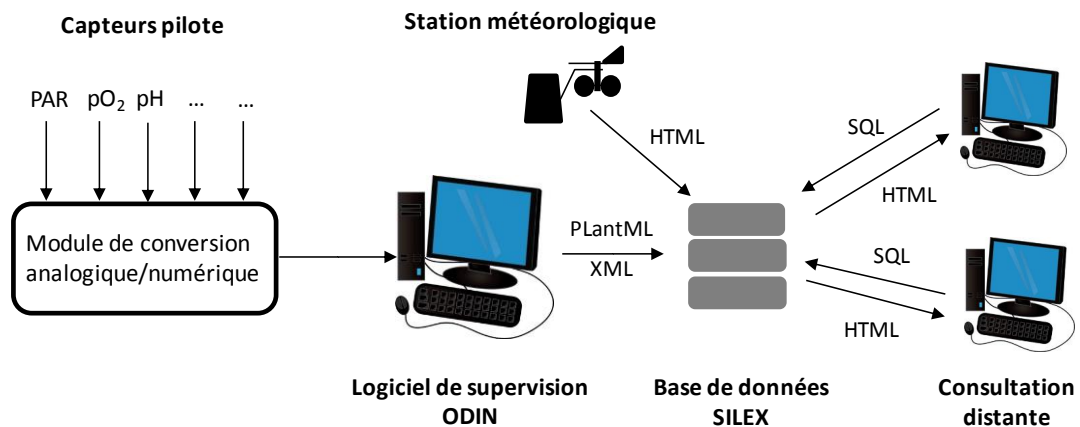 Capteurs pilote
Station météorologique
PAR pO₂ pH ... ...
HTML
SQL
HTML
Module de conversion
analogique/numérique
PLantML
XML
SQL
HTML
Logiciel de supervision
ODIN
Base de données
SILEX
Consultation
distante